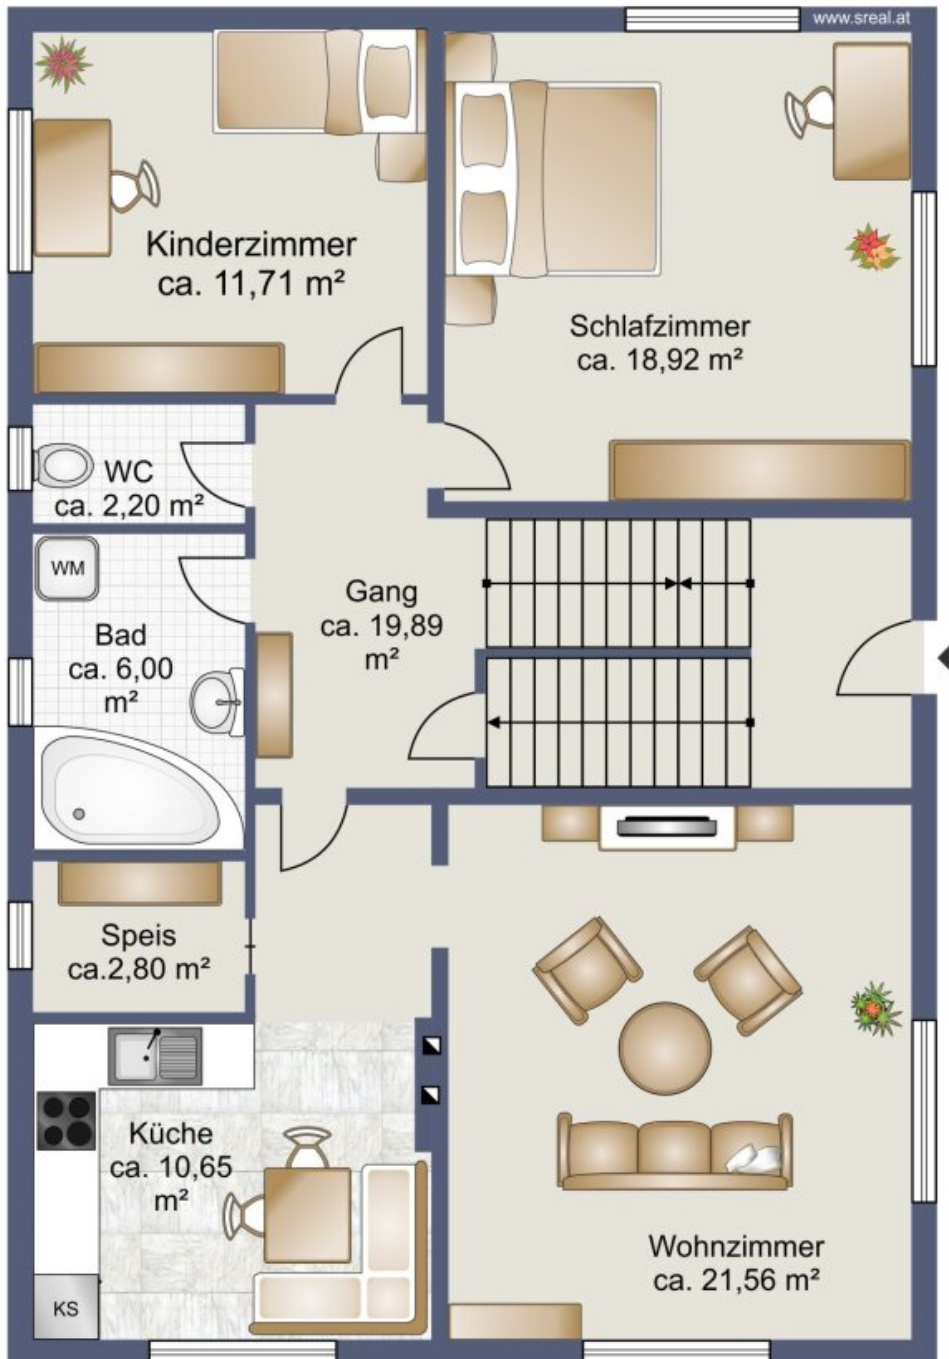 www.sreal.at
Kinderzimmer
ca. 11,71 m²
Schlafzimmer
ca. 18,92 m²
WC
ca. 2,20 m²
WM
Bad
ca. 6,00
m²
Gang
ca. 19,89
m²
Speis
ca.2,80 m²
Küche
ca. 10,65
m²
KS
Wohnzimmer
ca. 21,56 m²